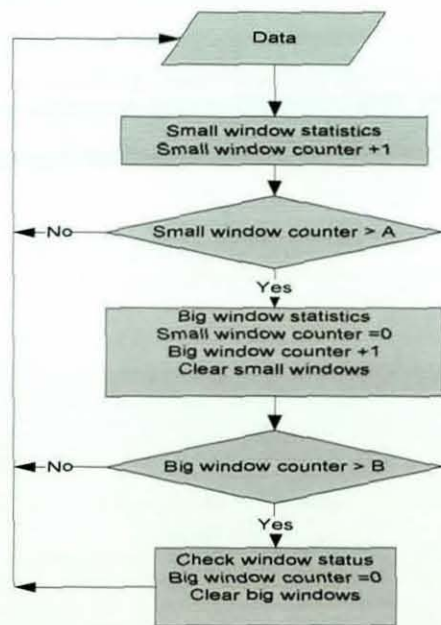 Data
Small window statistics
Small window counter +1
Small window counter > A
No
Yes
Big window statistics
Small window counter =0
Big window counter +1
Clear small windows
Big window counter > B
No
Yes
Check window status
Big window counter =0
Clear big windows